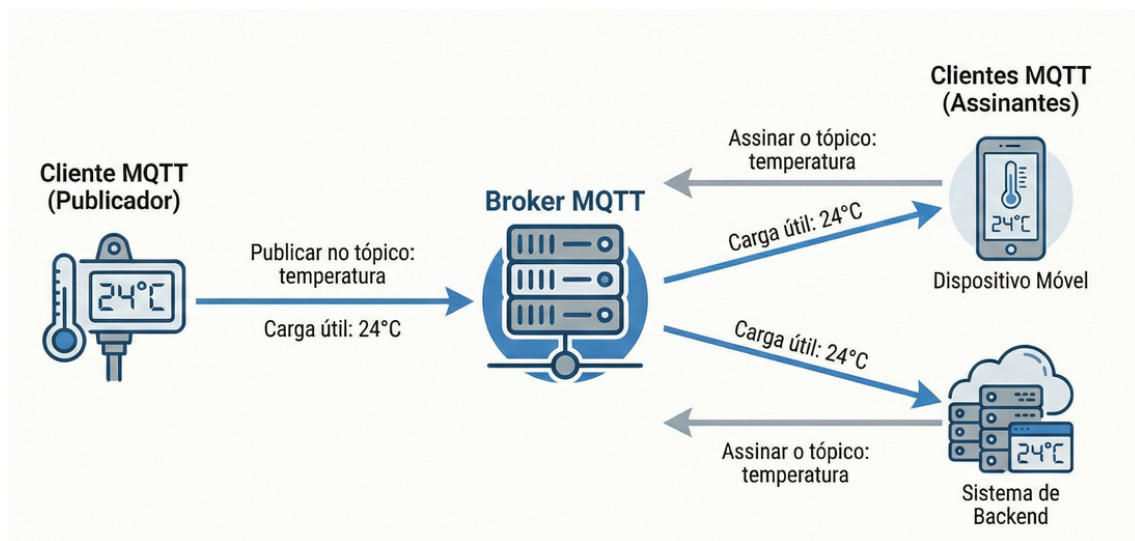 Cliente MQTT
(Publicador)
24°C
Publicar no tópico:
temperatura
Carga útil: 24°C
Broker MQTT
Clientes MQTT
(Assinantes)
Assinar o tópico:
temperatura
Carga útil: 24°C
24°C
Dispositivo Móvel
Carga útil: 24°C
Assinar o tópico:
temperatura
24°C
Sistema de
Backend